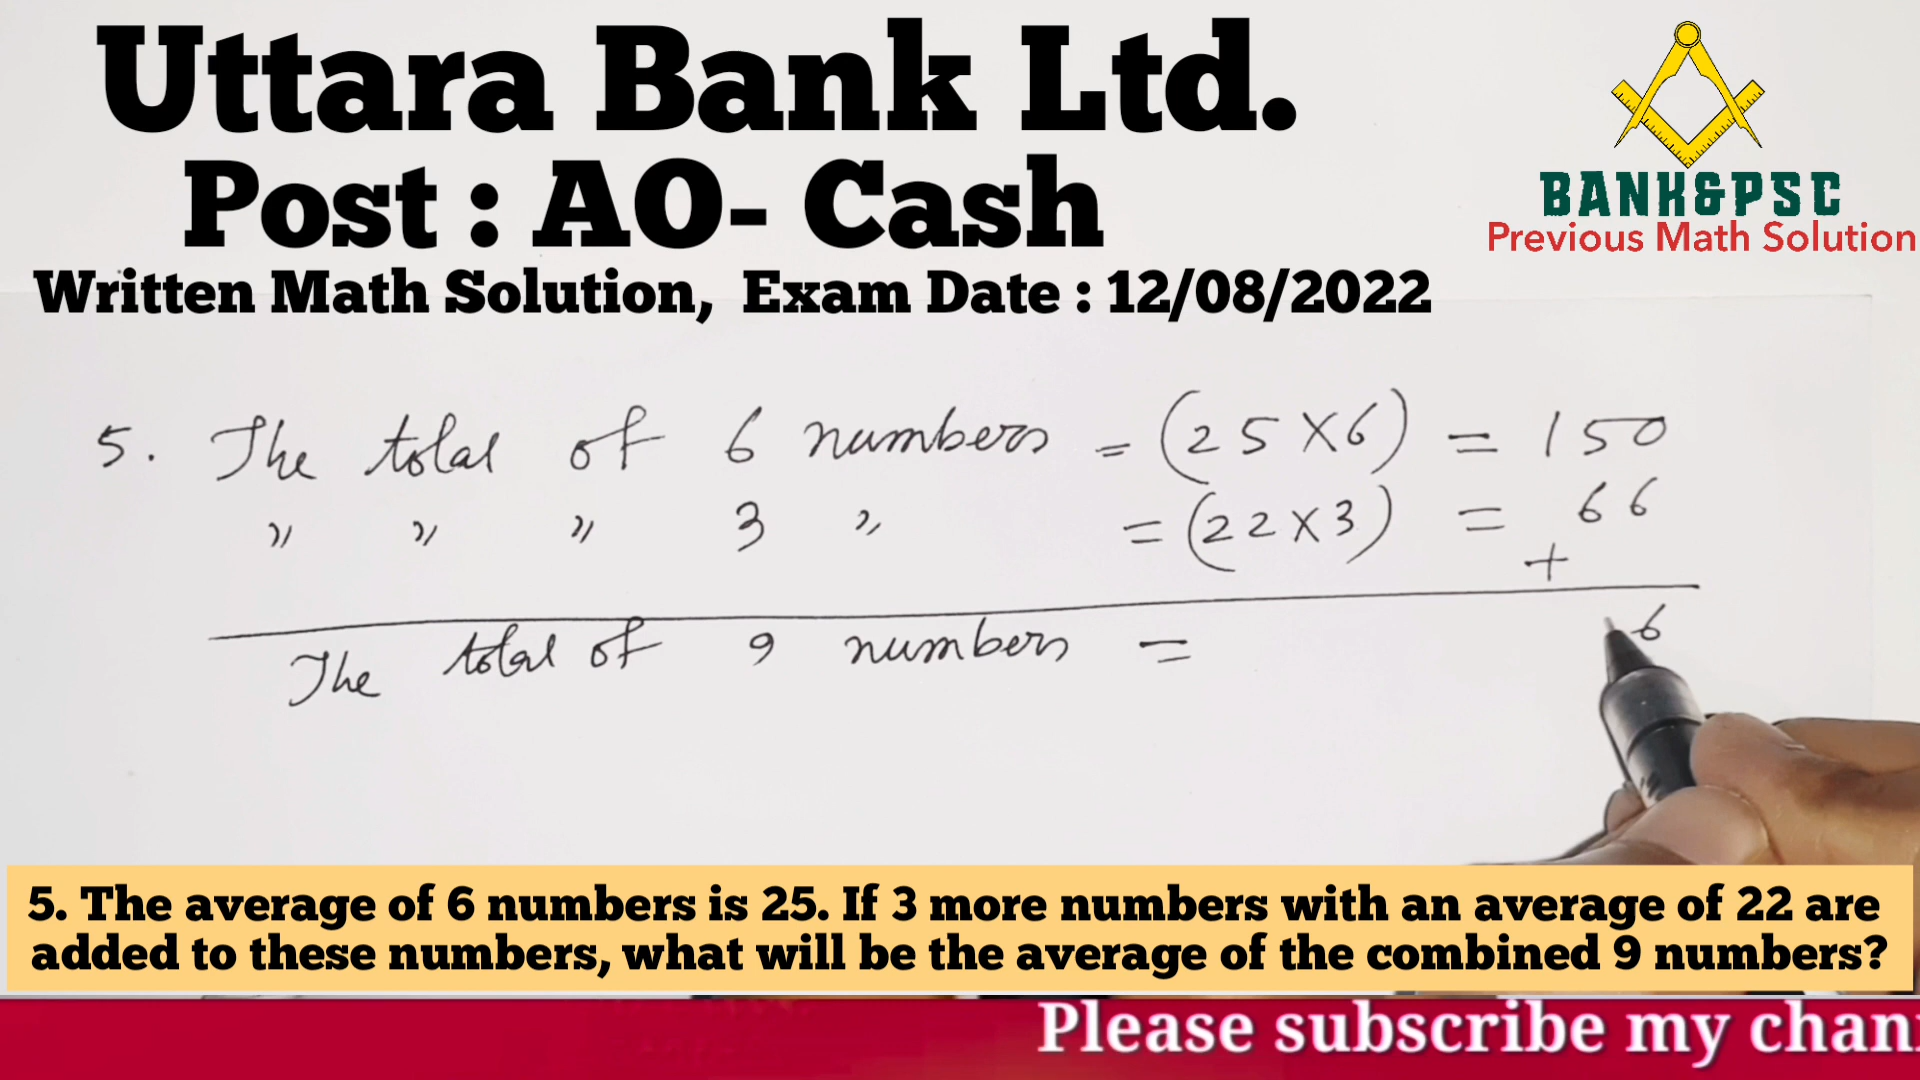 Uttara Bank Ltd.
Post : AO- Cash
Written Math Solution, Exam Date : 12/08/2022
BANK&PSC
Previous Math Solution
5. The total of 6 numbers = (25 X 6) = 150
" " " 3 " = (22 X 3) = 66
+
The total of 9 numbers = 6
5. The average of 6 numbers is 25. If 3 more numbers with an average of 22 are
added to these numbers, what will be the average of the combined 9 numbers?
Please subscribe my chan